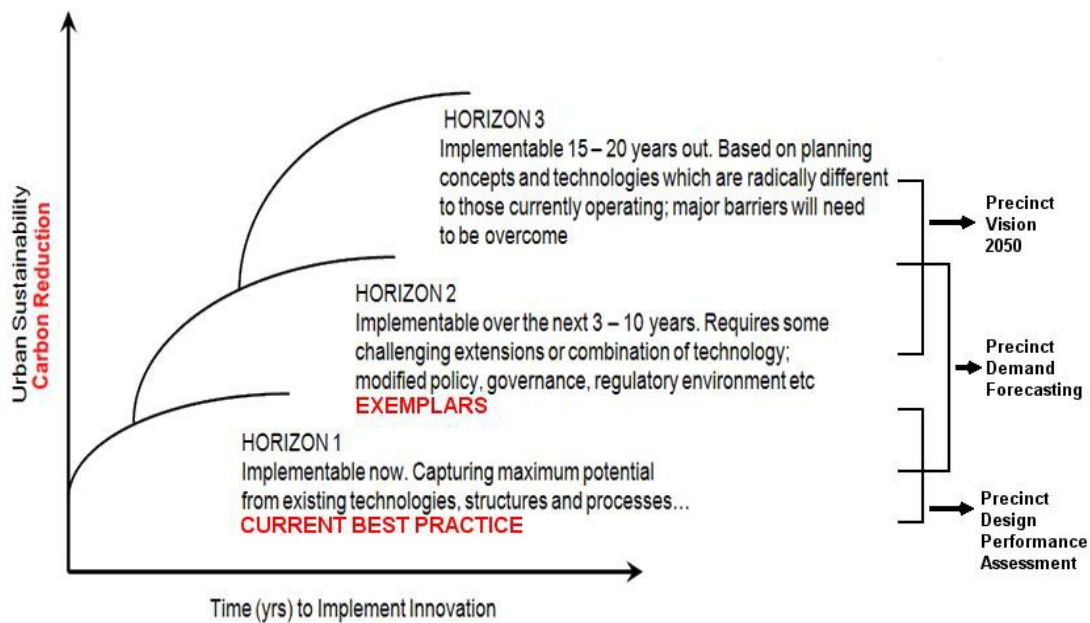 Urban Sustainability
Carbon Reduction
HORIZON 3
Implementable 15 – 20 years out. Based on planning
concepts and technologies which are radically different
to those currently operating; major barriers will need
to be overcome
HORIZON 2
Implementable over the next 3 – 10 years. Requires some
challenging extensions or combination of technology;
modified policy, governance, regulatory environment etc
EXEMPLARS
HORIZON 1
Implementable now. Capturing maximum potential
from existing technologies, structures and processes…
CURRENT BEST PRACTICE
Precinct
Vision
2050
Precinct
Demand
Forecasting
Precinct
Design
Performance
Assessment
Time (yrs) to Implement Innovation